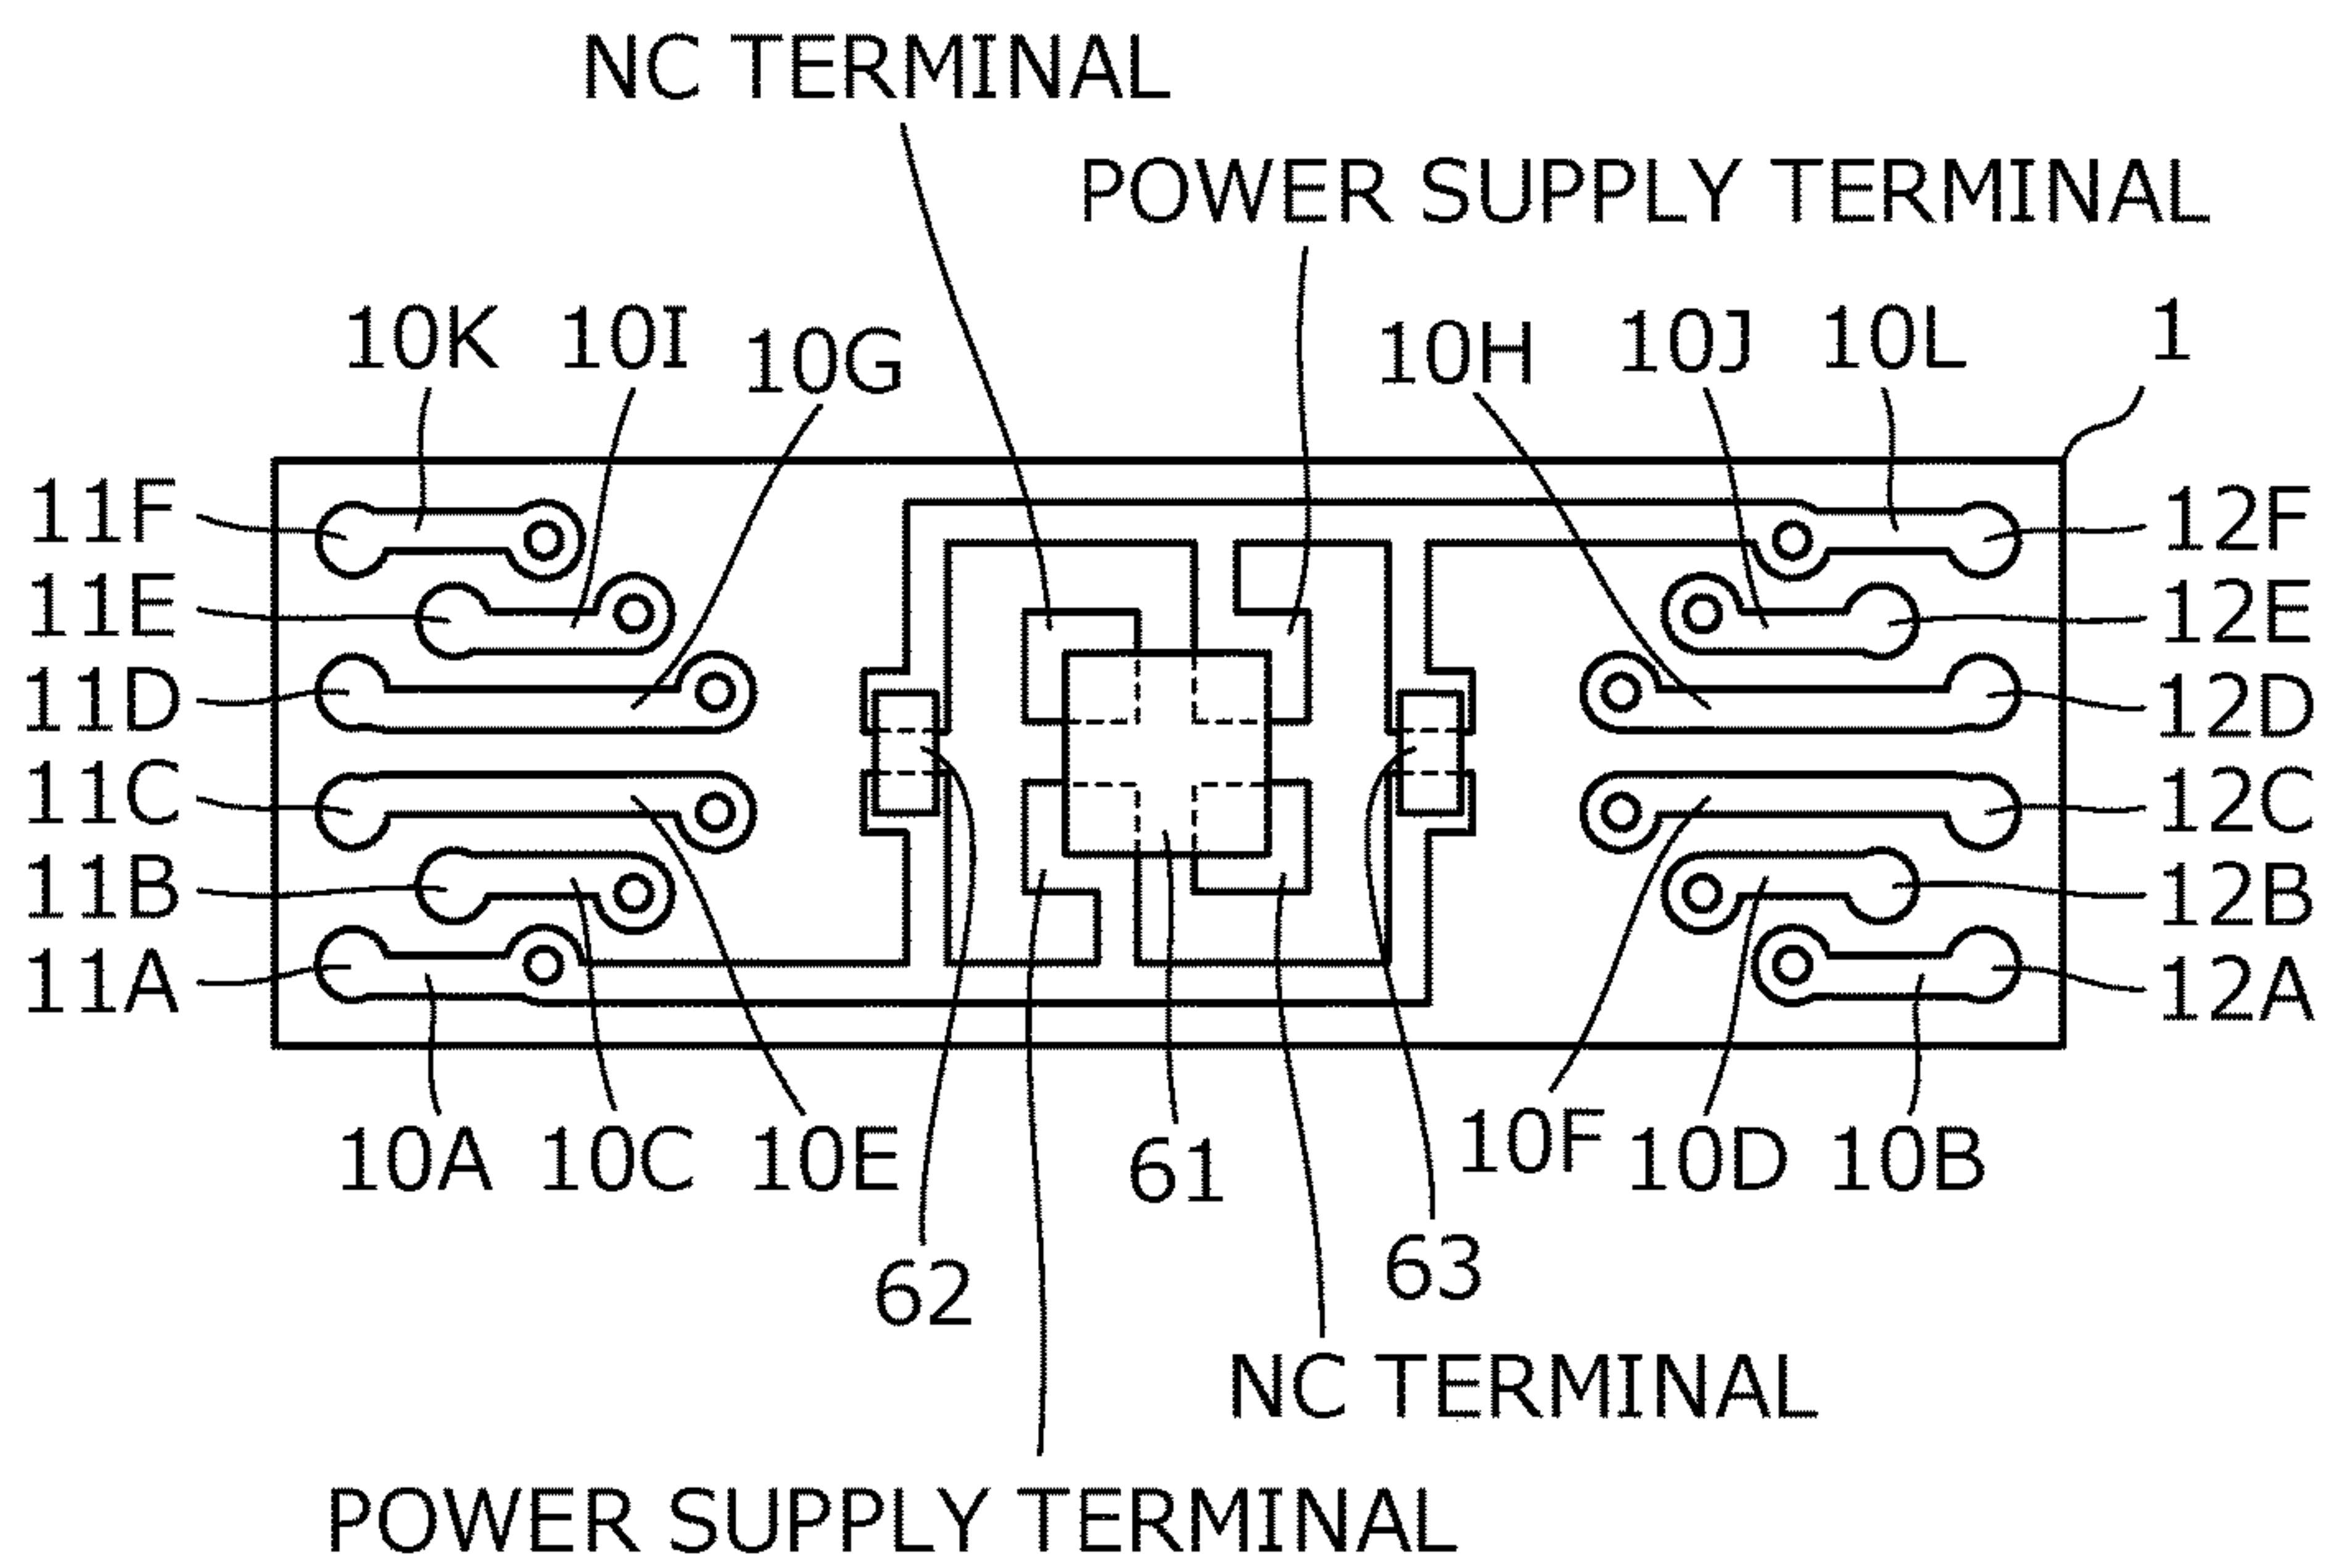 NC TERMINAL
POWER SUPPLY TERMINAL
10K 10I 10G 10H 10J 10L 1
11F 12F
11E 12E
11D 12D
11C 12C
11B 12B
11A 12A
10A 10C 10E 61 10F 10D 10B
62 63
NC TERMINAL
POWER SUPPLY TERMINAL